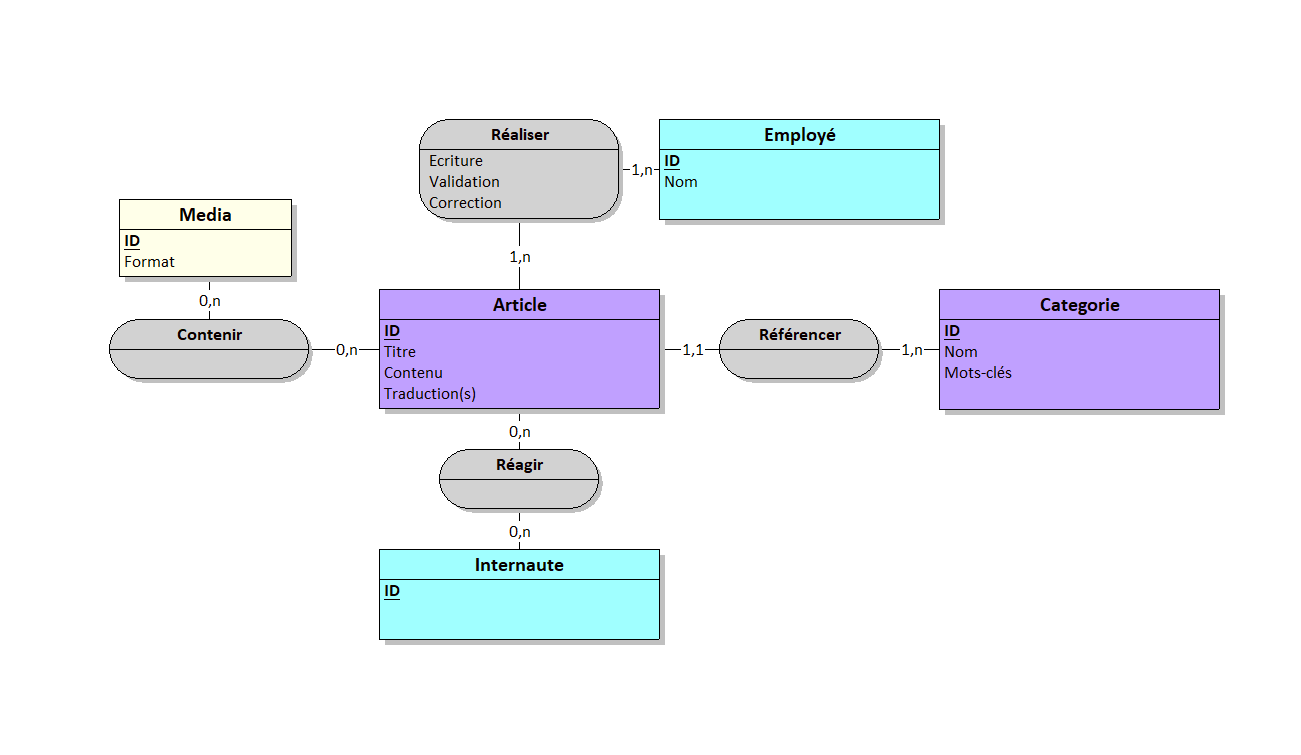 Réaliser
Ecriture
Validation
Correction
1,n
Employé
ID
Nom
Media
ID
Format
1,n
0,n
Contenir
0,n
Article
ID
Titre
Contenu
Traduction(s)
1,1
Référencer
1,n
Categorie
ID
Nom
Mots-clés
0,n
Réagir
0,n
Internaute
ID